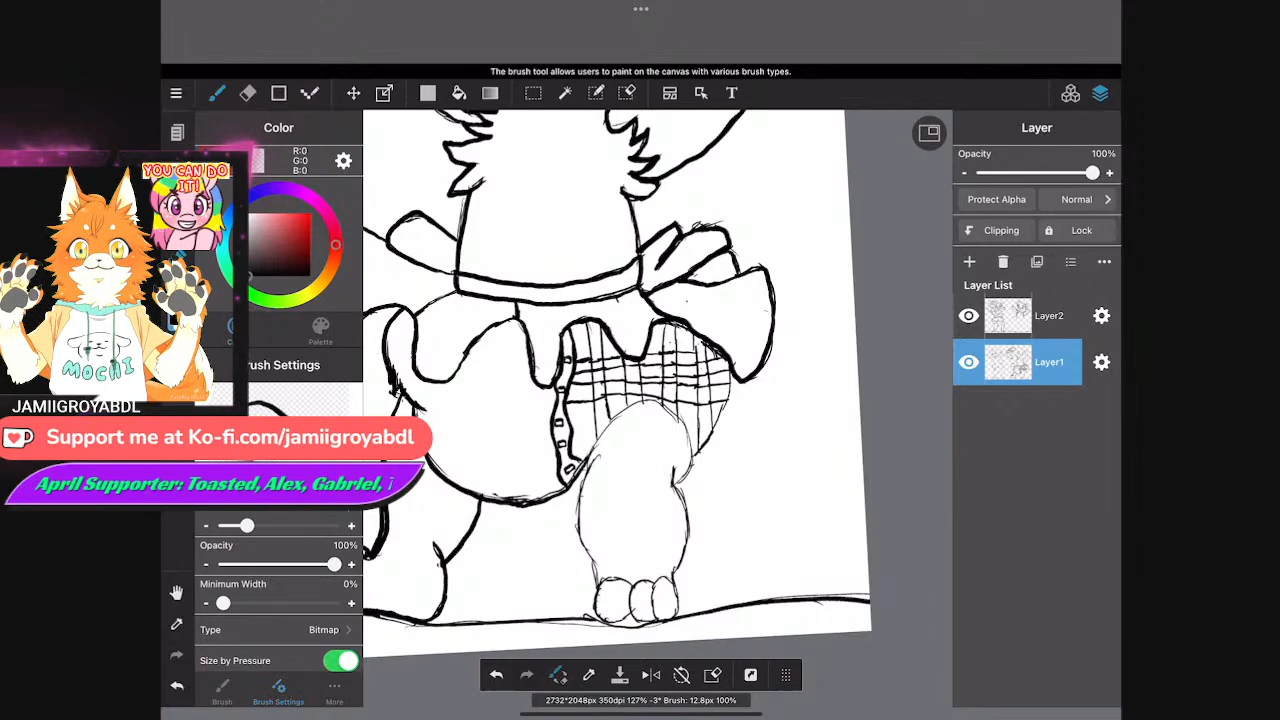 The brush tool allows users to paint on the canvas with various brush types.
T
Color
R:0
G:0
B:0
YOU CAN DO IT!
MOCHI
Palette
Brush Settings
JAMIIGROYABDL
Support me at Ko-fi.com/jamiigroyabdl
April Supporter: Toasted, Alex, Gabriel,
- +
Opacity 100%
- +
Minimum Width 0%
- +
Type Bitmap >
Size by Pressure
Brush Brush Settings More
2732*2048px 350dpi 127% -3° Brush: 12.8px 100%
Layer
Opacity 100%
- +
Protect Alpha Normal >
Clipping Lock
Layer List
Layer2
Layer1